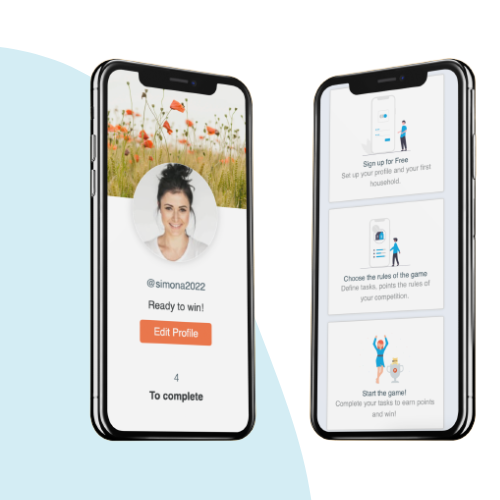 @simona2022
Ready to win!
Edit Profile
4
To complete
Sign up for Free
Set up your profile and your first
household.
Choose the rules of the game
Define tasks, points the rules of
your competition.
Start the game!
Complete your tasks to earn points
and win!